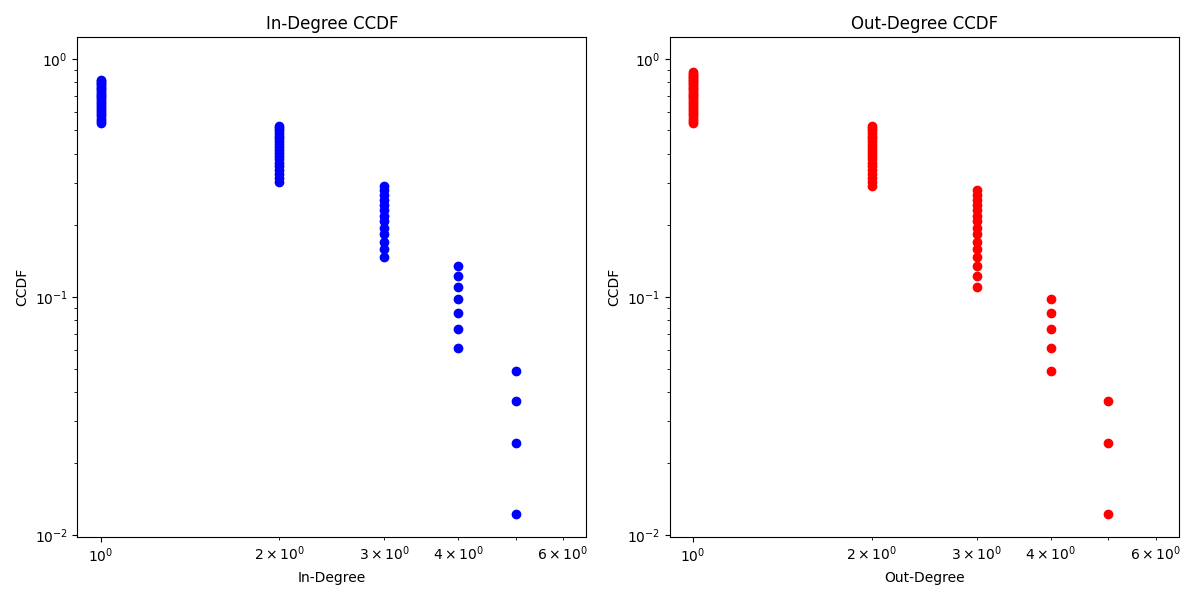 In-Degree CCDF
CCDF
10⁰
10⁻¹
10⁻²
10⁰
2 × 10⁰
3 × 10⁰
4 × 10⁰
6 × 10⁰
In-Degree
Out-Degree CCDF
CCDF
10⁰
10⁻¹
10⁻²
10⁰
2 × 10⁰
3 × 10⁰
4 × 10⁰
6 × 10⁰
Out-Degree